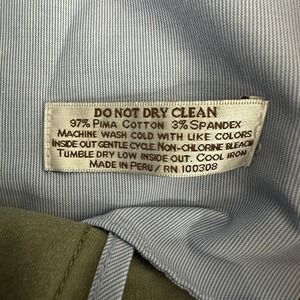 DO NOT DRY CLEAN
97% PIMA COTTON 3% SPANDEX
MACHINE WASH COLD WITH LIKE COLORS
INSIDE OUT GENTLE CYCLE. NON-CHLORINE BLEACH
TUMBLE DRY LOW INSIDE OUT. COOL IRON
MADE IN PERU / RN 100308